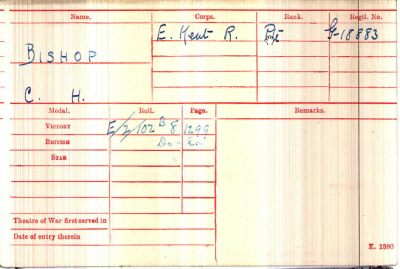 Name. Corps. Rank. Regtl. No.
BISHOP E. Kent R. Pte G-18883
C. H.
Medal. Roll. Page. Remarks.
VICTORY E/2/102 B 8 1299
BRITISH Do - Do
STAR
Theatre of War first served in
Date of entry therein
K. 1380